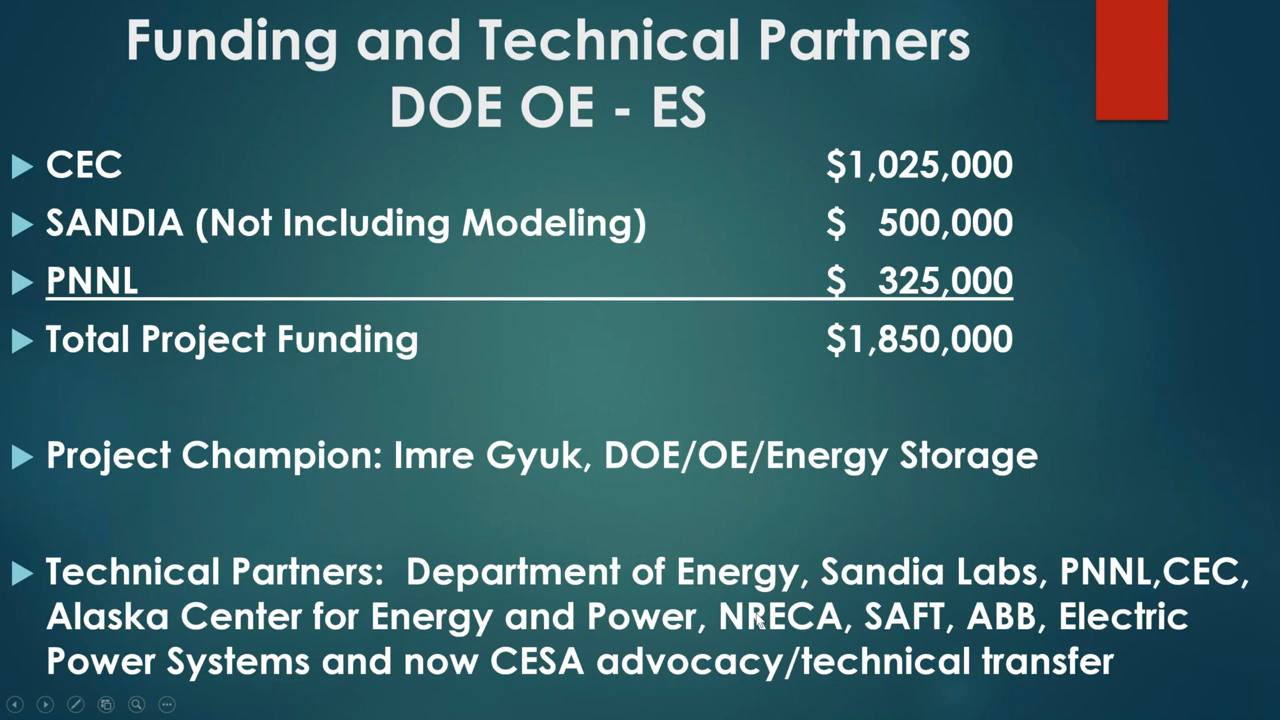 Funding and Technical Partners
DOE OE - ES
CEC $1,025,000
SANDIA (Not Including Modeling) $ 500,000
PNNL $ 325,000
Total Project Funding $1,850,000
Project Champion: Imre Gyuk, DOE/OE/Energy Storage
Technical Partners: Department of Energy, Sandia Labs, PNNL,CEC,
Alaska Center for Energy and Power, NRECA, SAFT, ABB, Electric
Power Systems and now CESA advocacy/technical transfer